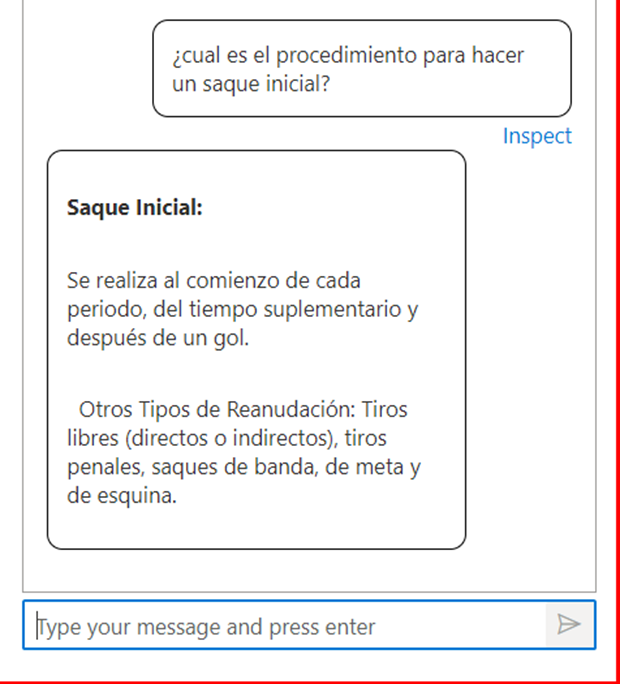 ¿cual es el procedimiento para hacer
un saque inicial?
Inspect
Saque Inicial:
Se realiza al comienzo de cada
periodo, del tiempo suplementario y
después de un gol.
Otros Tipos de Reanudación: Tiros
libres (directos o indirectos), tiros
penales, saques de banda, de meta y
de esquina.
Type your message and press enter